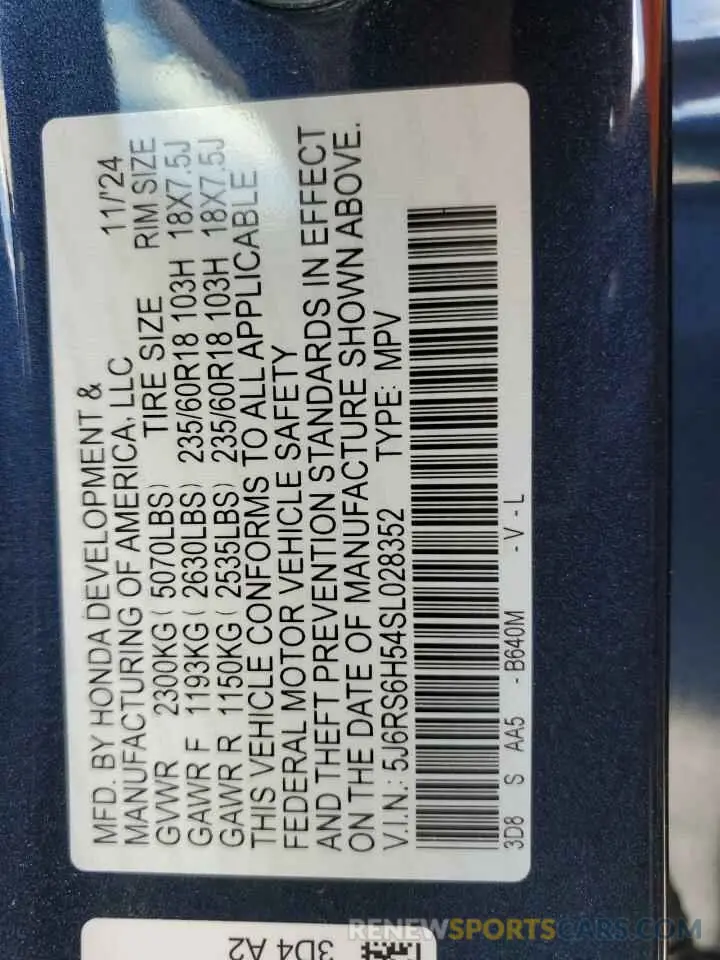 MFD. BY HONDA DEVELOPMENT &
MANUFACTURING OF AMERICA, LLC 11/'24
GVWR 2300KG ( 5070LBS) TIRE SIZE RIM SIZE
GAWR F 1193KG ( 2630LBS) 235/60R18 103H 18X7.5J
GAWR R 1150KG ( 2535LBS) 235/60R18 103H 18X7.5J
THIS VEHICLE CONFORMS TO ALL APPLICABLE
FEDERAL MOTOR VEHICLE SAFETY
AND THEFT PREVENTION STANDARDS IN EFFECT
ON THE DATE OF MANUFACTURE SHOWN ABOVE.
V.I.N.: 5J6RS6H54SL028352 TYPE: MPV
3D8 S AA5 -B640M -V-L
3D4 A2
RENEWSPORTSCARS.COM